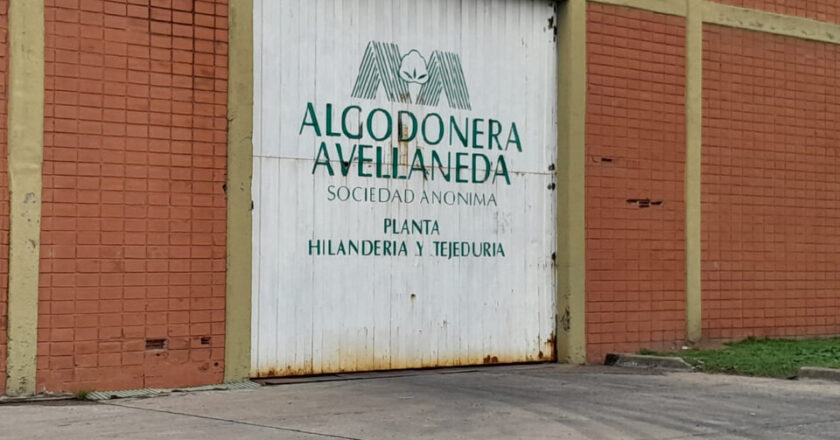 ALGODONERA
AVELLANEDA
SOCIEDAD ANONIMA
PLANTA
HILANDERIA Y TEJEDURIA